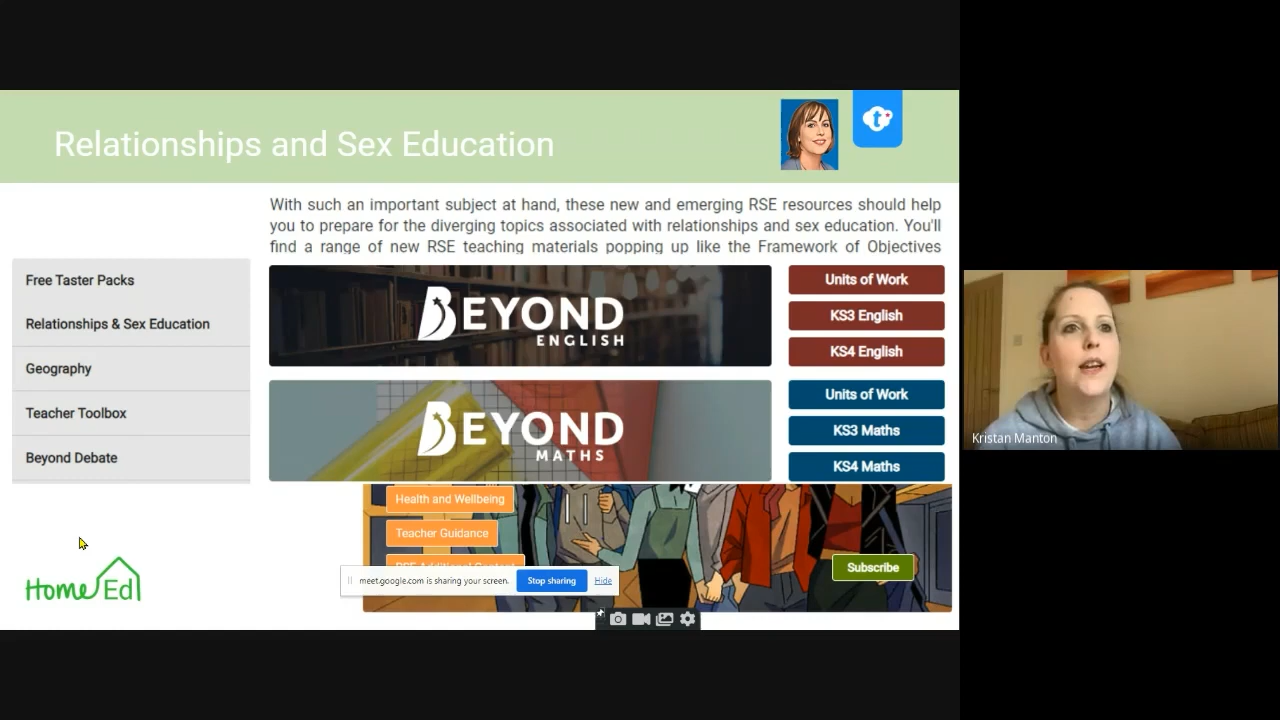 Relationships and Sex Education
With such an important subject at hand, these new and emerging RSE resources should help
you to prepare for the diverging topics associated with relationships and sex education. You'll
find a range of new RSE teaching materials popping up like the Framework of Objectives
Free Taster Packs
Relationships & Sex Education
Geography
Teacher Toolbox
Beyond Debate
BEYOND
ENGLISH
Units of Work
KS3 English
KS4 English
BEYOND
MATHS
Units of Work
KS3 Maths
KS4 Maths
Health and Wellbeing
Teacher Guidance
RSE Additional Content
Subscribe
meet.google.com is sharing your screen.
Stop sharing
Hide
Home Ed
t
Kristan Manton